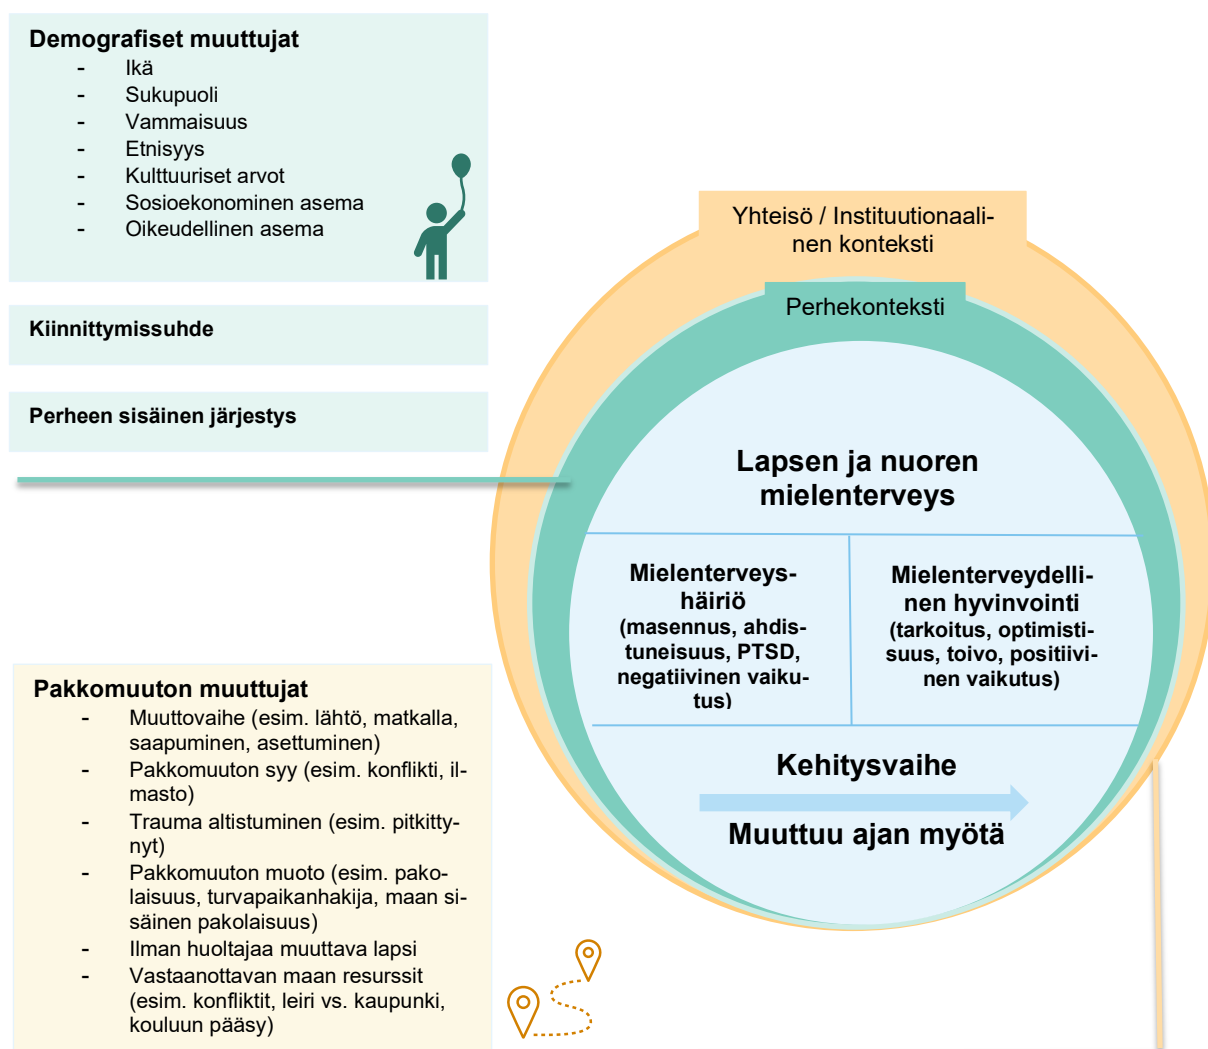 Demografiset muuttujat
- Ikä
- Sukupuoli
- Vammaisuus
- Etnisyys
- Kulttuuriset arvot
- Sosioekonominen asema
- Oikeudellinen asema
Kiinnittymissuhde
Perheen sisäinen järjestys
Yhteisö / Instituutionaali-
nen konteksti
Perhekonteksti
Lapsen ja nuoren
mielenterveys
Mielenterveys-
häiriö
(masennus, ahdis-
tuneisuus, PTSD,
negatiivinen vaiku-
tus)
Mielenterveydelli-
nen hyvinvointi
(tarkoitus, optimisti-
suus, toivo, positiivi-
nen vaikutus)
Kehitysvaihe
Muuttuu ajan myötä
Pakkomuuton muuttujat
- Muuttovaihe (esim. lähtö, matkalla,
saapuminen, asettuminen)
- Pakkomuuton syy (esim. konflikti, il-
masto)
- Trauma altistuminen (esim. pitkitty-
nyt)
- Pakkomuuton muoto (esim. pako-
laisuus, turvapaikanhakija, maan si-
säinen pakolaisuus)
- Ilman huoltajaa muuttava lapsi
- Vastaanottavan maan resurssit
(esim. konfliktit, leiri vs. kaupunki,
kouluun pääsy)